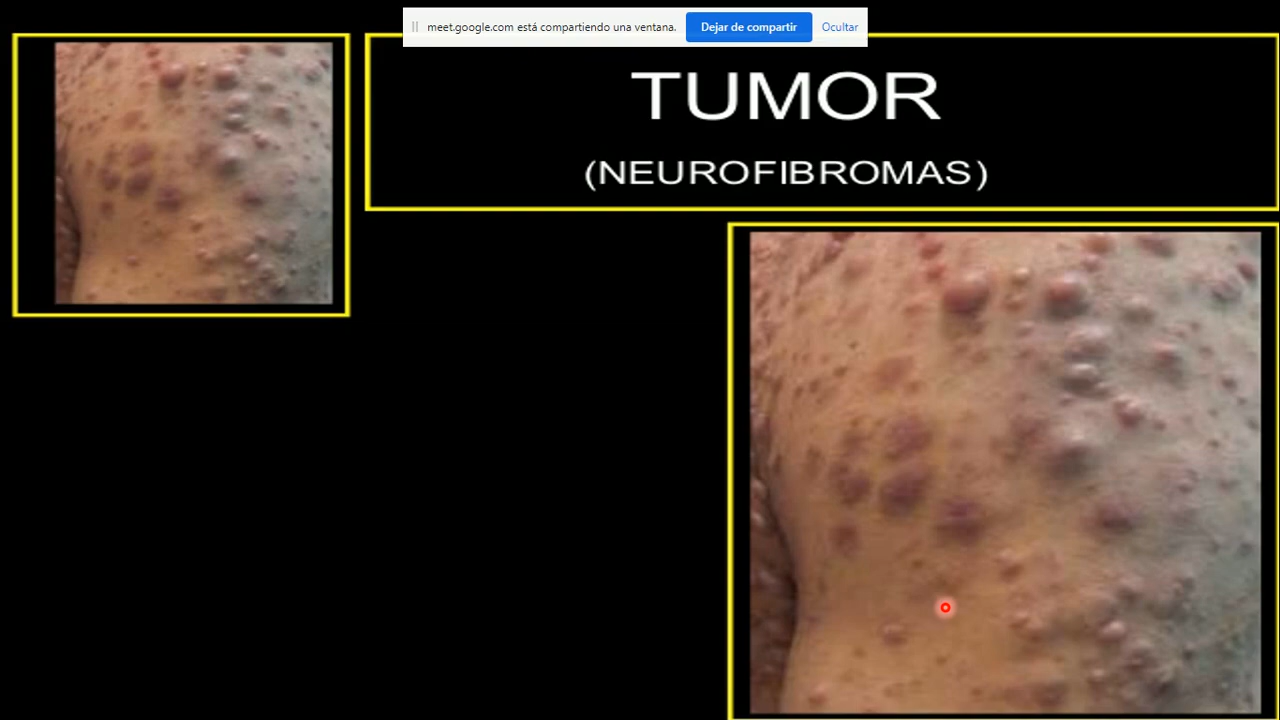 meet.google.com está compartiendo una ventana. Dejar de compartir Ocultar
TUMOR
(NEUROFIBROMAS)